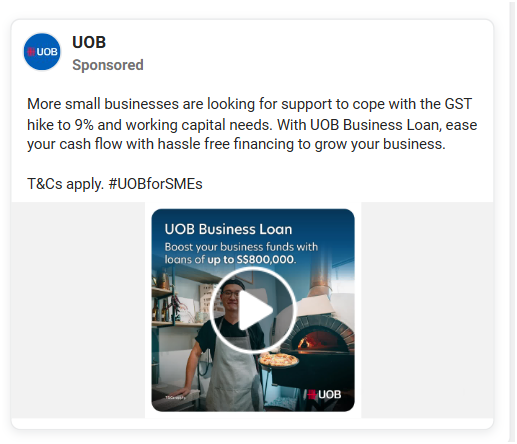 UOB
UOB
Sponsored
More small businesses are looking for support to cope with the GST
hike to 9% and working capital needs. With UOB Business Loan, ease
your cash flow with hassle free financing to grow your business.
T&Cs apply. #UOBforSMEs
UOB Business Loan
Boost your business funds with
loans of up to S$800,000.
T&Cs apply
UOB